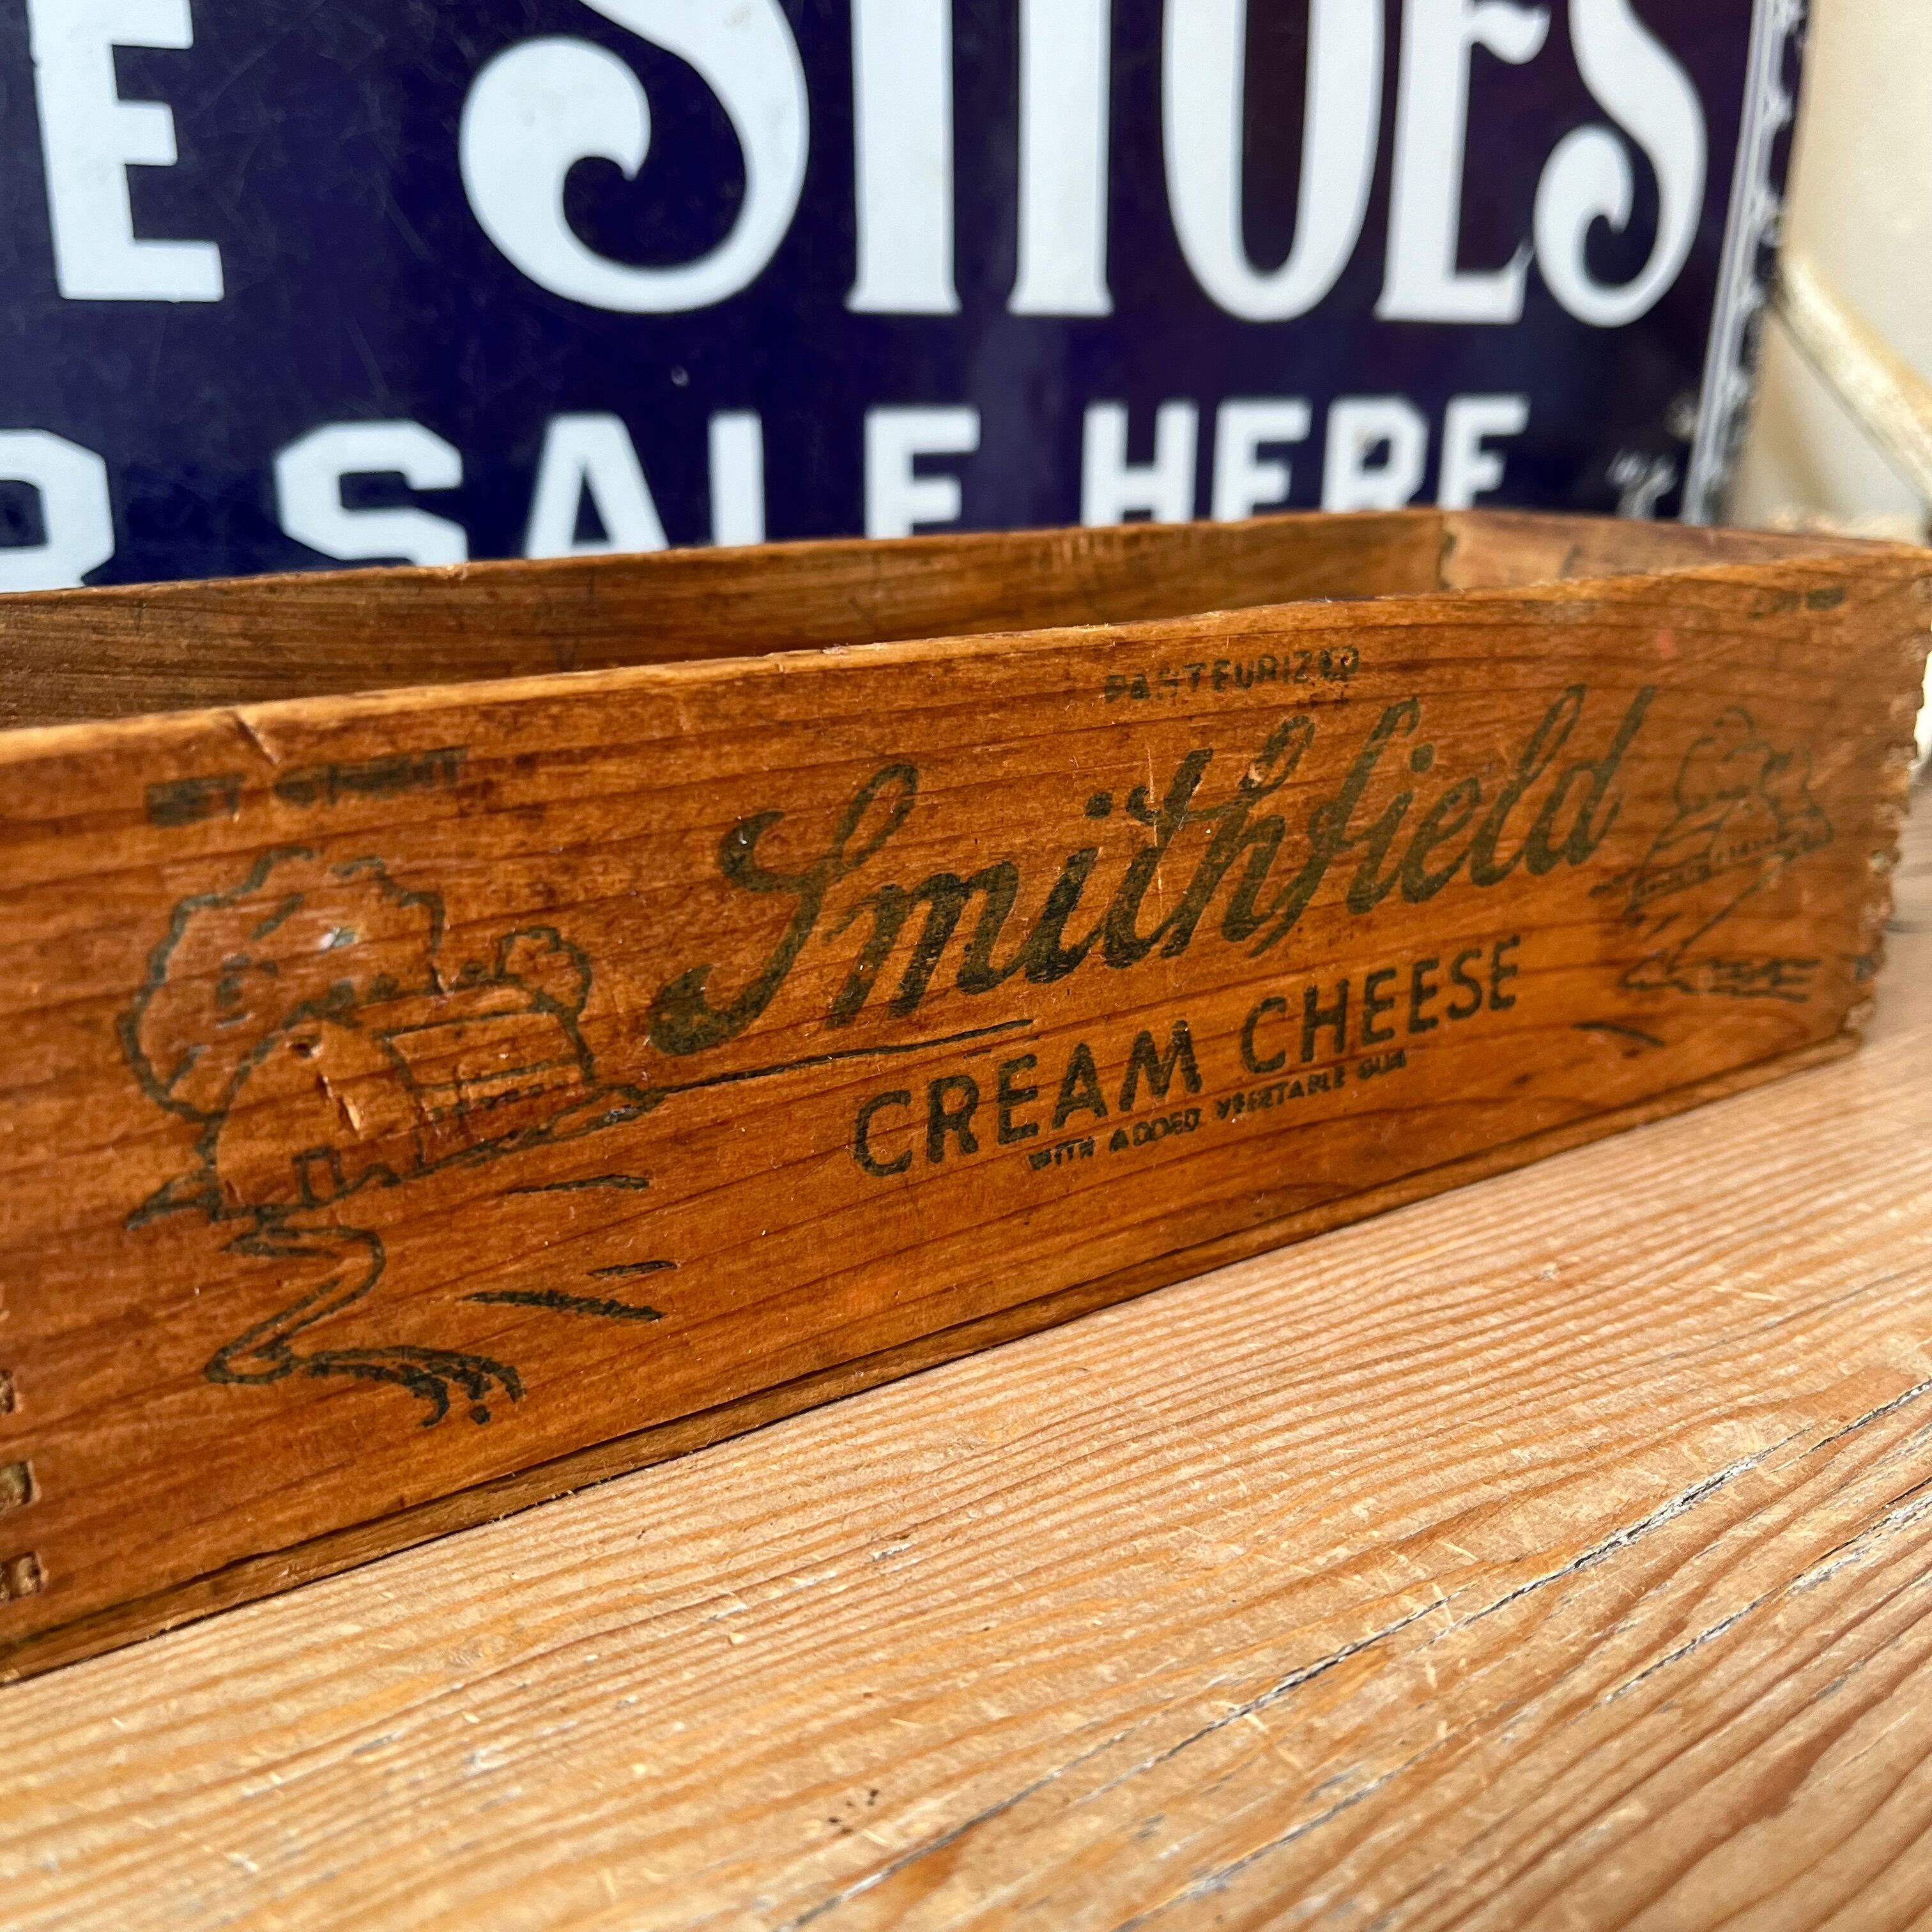 E SHOES
R SALE HERE
PASTEURIZED
Smithfield
CREAM CHEESE
WITH ADDED VEGETABLE GUM